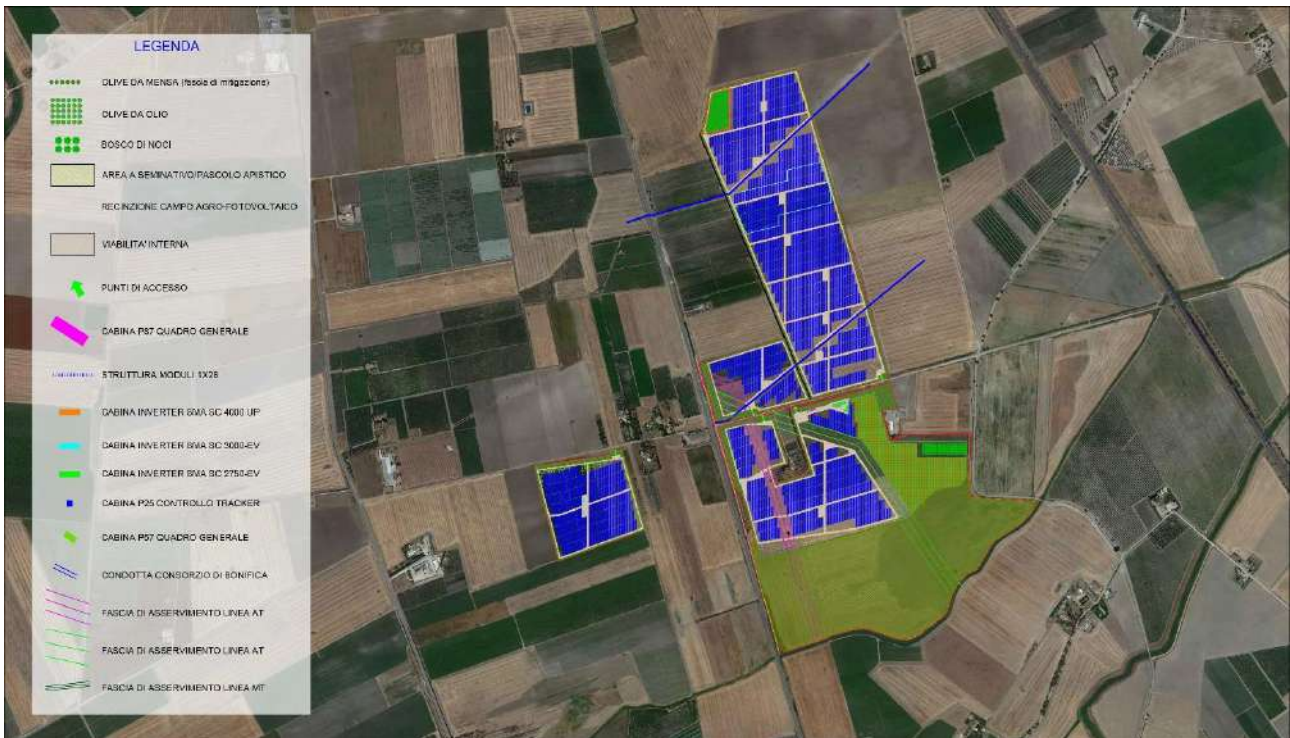 LEGENDA
OLIVE DA MENSA (fascia di mitigazione)
OLIVE DA OLIO
BOSCO DI NOCI
AREA A SEMINATIVO/PASCOLO APISTICO
RECINZIONE CAMPO AGRO-FOTOVOLTAICO
VIABILITA' INTERNA
PUNTI DI ACCESSO
CABINA P87 QUADRO GENERALE
STRUTTURA MODULI 1X28
CABINA INVERTER SMA SC 4000 UP
CABINA INVERTER SMA SC 3000-EV
CABINA INVERTER SMA SC 2750-EV
CABINA P25 CONTROLLO TRACKER
CABINA P57 QUADRO GENERALE
CONDOTTA CONSORZIO DI BONIFICA
FASCIA DI ASSERVIMENTO LINEA AT
FASCIA DI ASSERVIMENTO LINEA AT
FASCIA DI ASSERVIMENTO LINEA MT